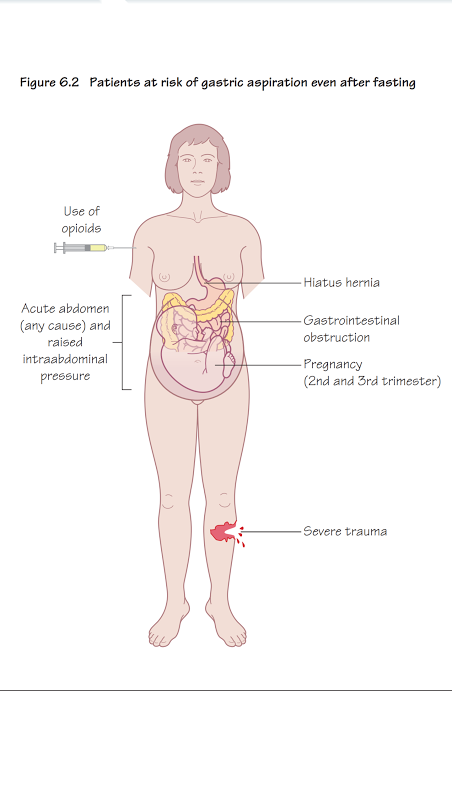 Figure 6.2 Patients at risk of gastric aspiration even after fasting
Use of
opioids
Hiatus hernia
Acute abdomen
(any cause) and
raised
intraabdominal
pressure
Gastrointestinal
obstruction
Pregnancy
(2nd and 3rd trimester)
Severe trauma